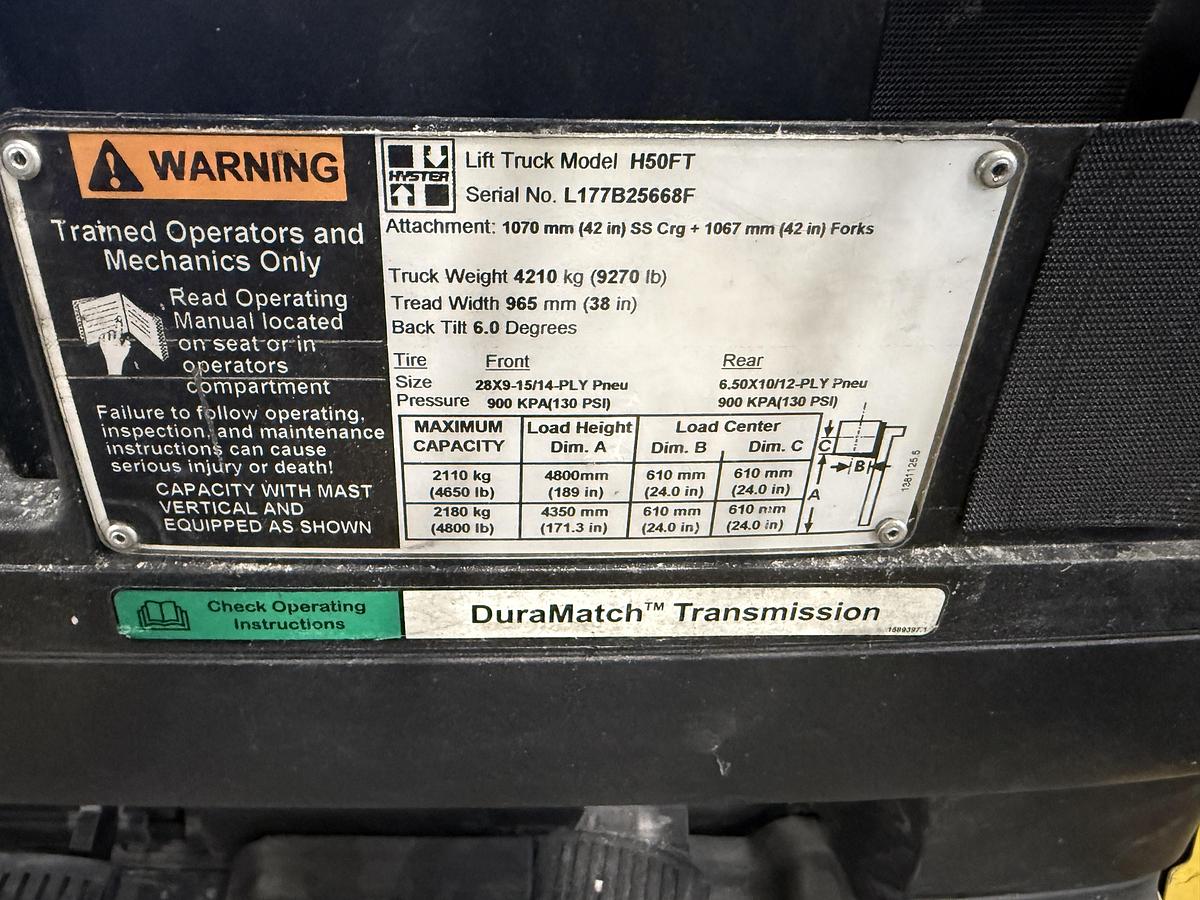 WARNING
Trained Operators and
Mechanics Only
Read Operating
Manual located
on seat or in
operators
compartment
Failure to follow operating,
inspection, and maintenance
instructions can cause
serious injury or death!
CAPACITY WITH MAST
VERTICAL AND
EQUIPPED AS SHOWN
HYSTER
Lift Truck Model H50FT
Serial No. L177B25668F
Attachment: 1070 mm (42 in) SS Crg + 1067 mm (42 in) Forks
Truck Weight 4210 kg (9270 lb)
Tread Width 965 mm (38 in)
Back Tilt 6.0 Degrees
Tire Front Rear
Size 28X9-15/14-PLY Pneu 6.50X10/12-PLY Pneu
Pressure 900 KPA(130 PSI) 900 KPA(130 PSI)
MAXIMUM Load Height Load Center
CAPACITY Dim. A Dim. B Dim. C
2110 kg 4800mm 610 mm 610 mm
(4650 lb) (189 in) (24.0 in) (24.0 in)
2180 kg 4350 mm 610 mm 610 mm
(4800 lb) (171.3 in) (24.0 in) (24.0 in)
C
B
A
1381125.5
Check Operating
Instructions
DuraMatch™ Transmission
1589397.1